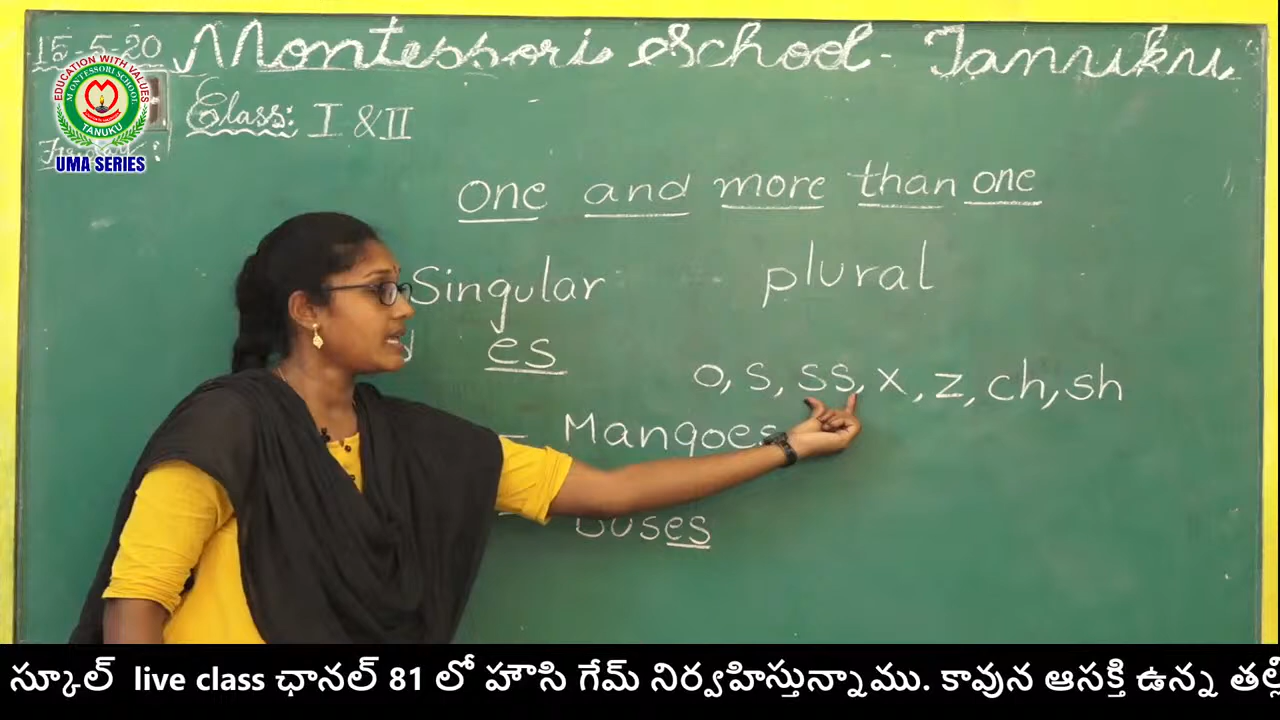 15-5-20 Montessori School - Tanuku
EDUCATION WITH VALUES
MONTESSORI SCHOOL
TANUKU
UMA SERIES
Class: I & II
one and more than one
Singular plural
es
o, s, ss, x, z, ch, sh
- Mangoes
- Buses
స్కూల్ live class ఛానల్ 81 లో హౌసి గేమ్ నిర్వహిస్తున్నాము. కావున ఆసక్తి ఉన్న తల్లి